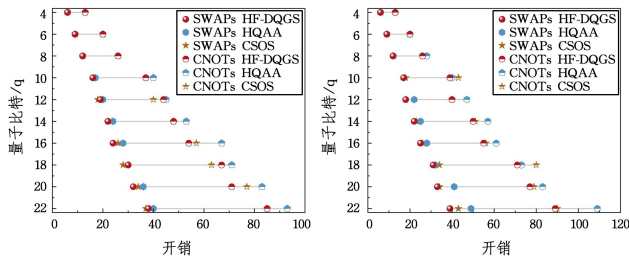 量子比特/q
4
6
8
10
12
14
16
18
20
22
0
20
40
60
80
100
开销
SWAPs HF-DQGS
SWAPs HQAA
SWAPs CSOS
CNOTs HF-DQGS
CNOTs HQAA
CNOTs CSOS
量子比特/q
4
6
8
10
12
14
16
18
20
22
0
20
40
60
80
100
120
开销
SWAPs HF-DQGS
SWAPs HQAA
SWAPs CSOS
CNOTs HF-DQGS
CNOTs HQAA
CNOTs CSOS